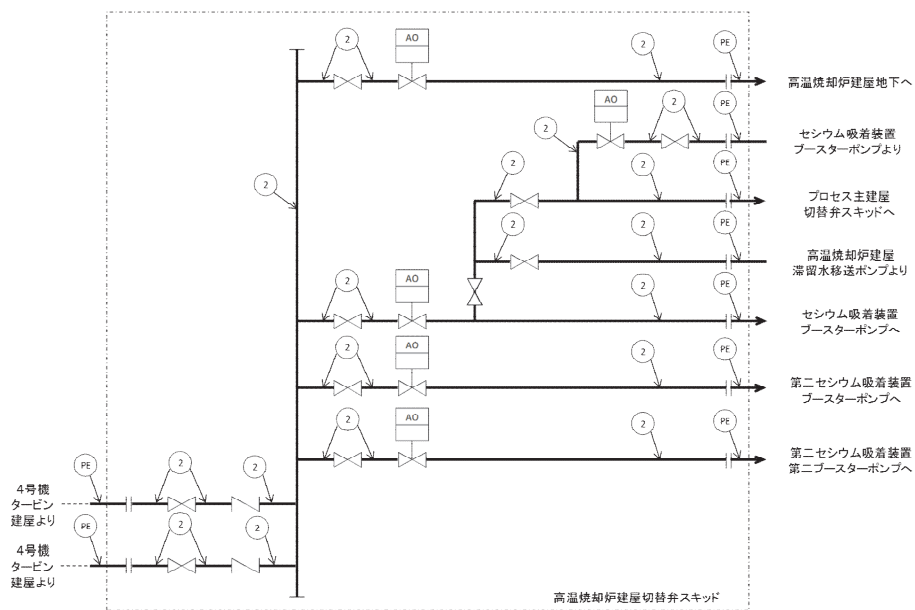 2
AO
2
PE
高温焼却炉建屋地下へ
AO
2
PE
セシウム吸着装置
ブースターポンプより
2
2
2
2
PE
プロセス主建屋
切替弁スキッドへ
2
2
PE
高温焼却炉建屋
滞留水移送ポンプより
2
AO
2
PE
セシウム吸着装置
ブースターポンプへ
2
AO
2
PE
第二セシウム吸着装置
ブースターポンプへ
2
AO
2
PE
第二セシウム吸着装置
第二ブースターポンプへ
PE
2
2
4号機
タービン
建屋より
PE
2
2
4号機
タービン
建屋より
高温焼却炉建屋切替弁スキッド